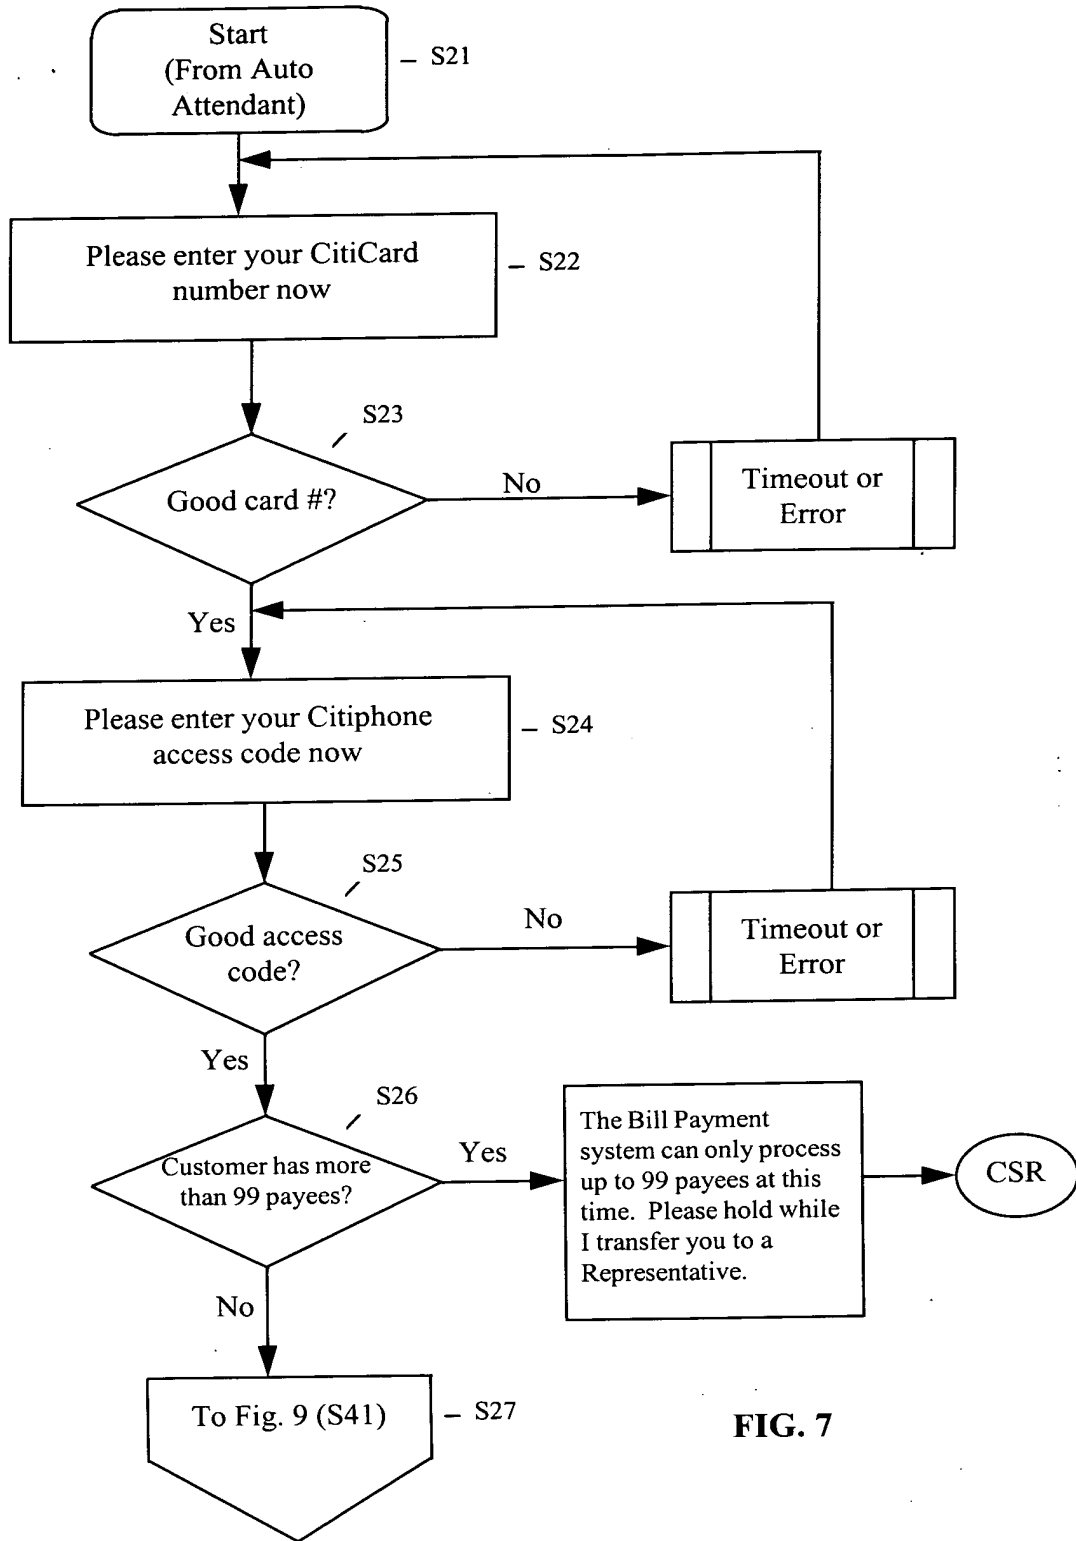 Start
(From Auto
Attendant)
– S21
Please enter your CitiCard
number now
– S22
S23
Good card #?
No
Timeout or
Error
Yes
Please enter your Citiphone
access code now
– S24
S25
Good access
code?
No
Timeout or
Error
Yes
S26
Customer has more
than 99 payees?
Yes
The Bill Payment
system can only process
up to 99 payees at this
time. Please hold while
I transfer you to a
Representative.
CSR
No
To Fig. 9 (S41)
– S27
FIG. 7